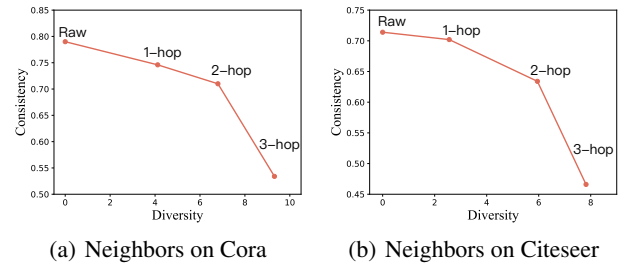 0.85
0.80
0.75
0.70
0.65
0.60
0.55
0.50
Consistency
Raw
1-hop
2-hop
3-hop
0 2 4 6 8 10
Diversity
(a) Neighbors on Cora
0.75
0.70
0.65
0.60
0.55
0.50
0.45
Consistency
Raw
1-hop
2-hop
3-hop
0 2 4 6 8
Diversity
(b) Neighbors on Citeseer